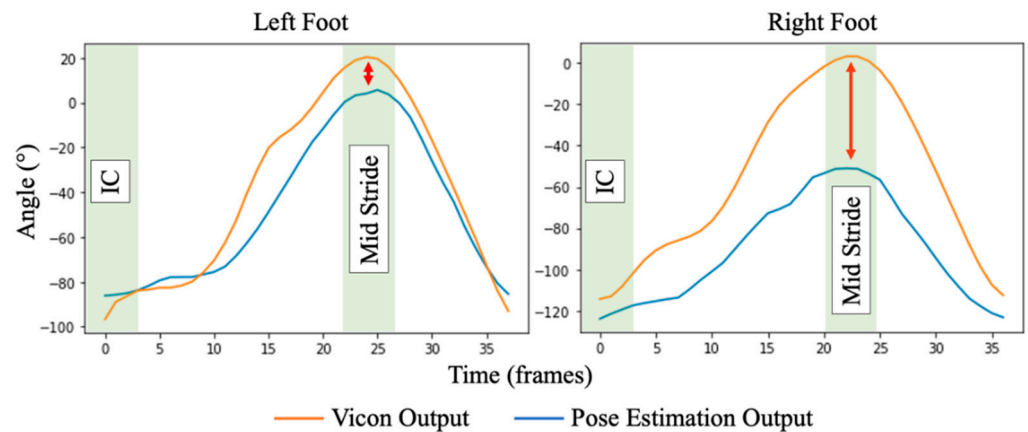 Left Foot
Right Foot
Angle (°)
20
0
−20
−40
−60
−80
−100
IC
Mid Stride
0 5 10 15 20 25 30 35
0
−20
−40
−60
−80
−100
−120
IC
Mid Stride
0 5 10 15 20 25 30 35
Time (frames)
Vicon Output
Pose Estimation Output